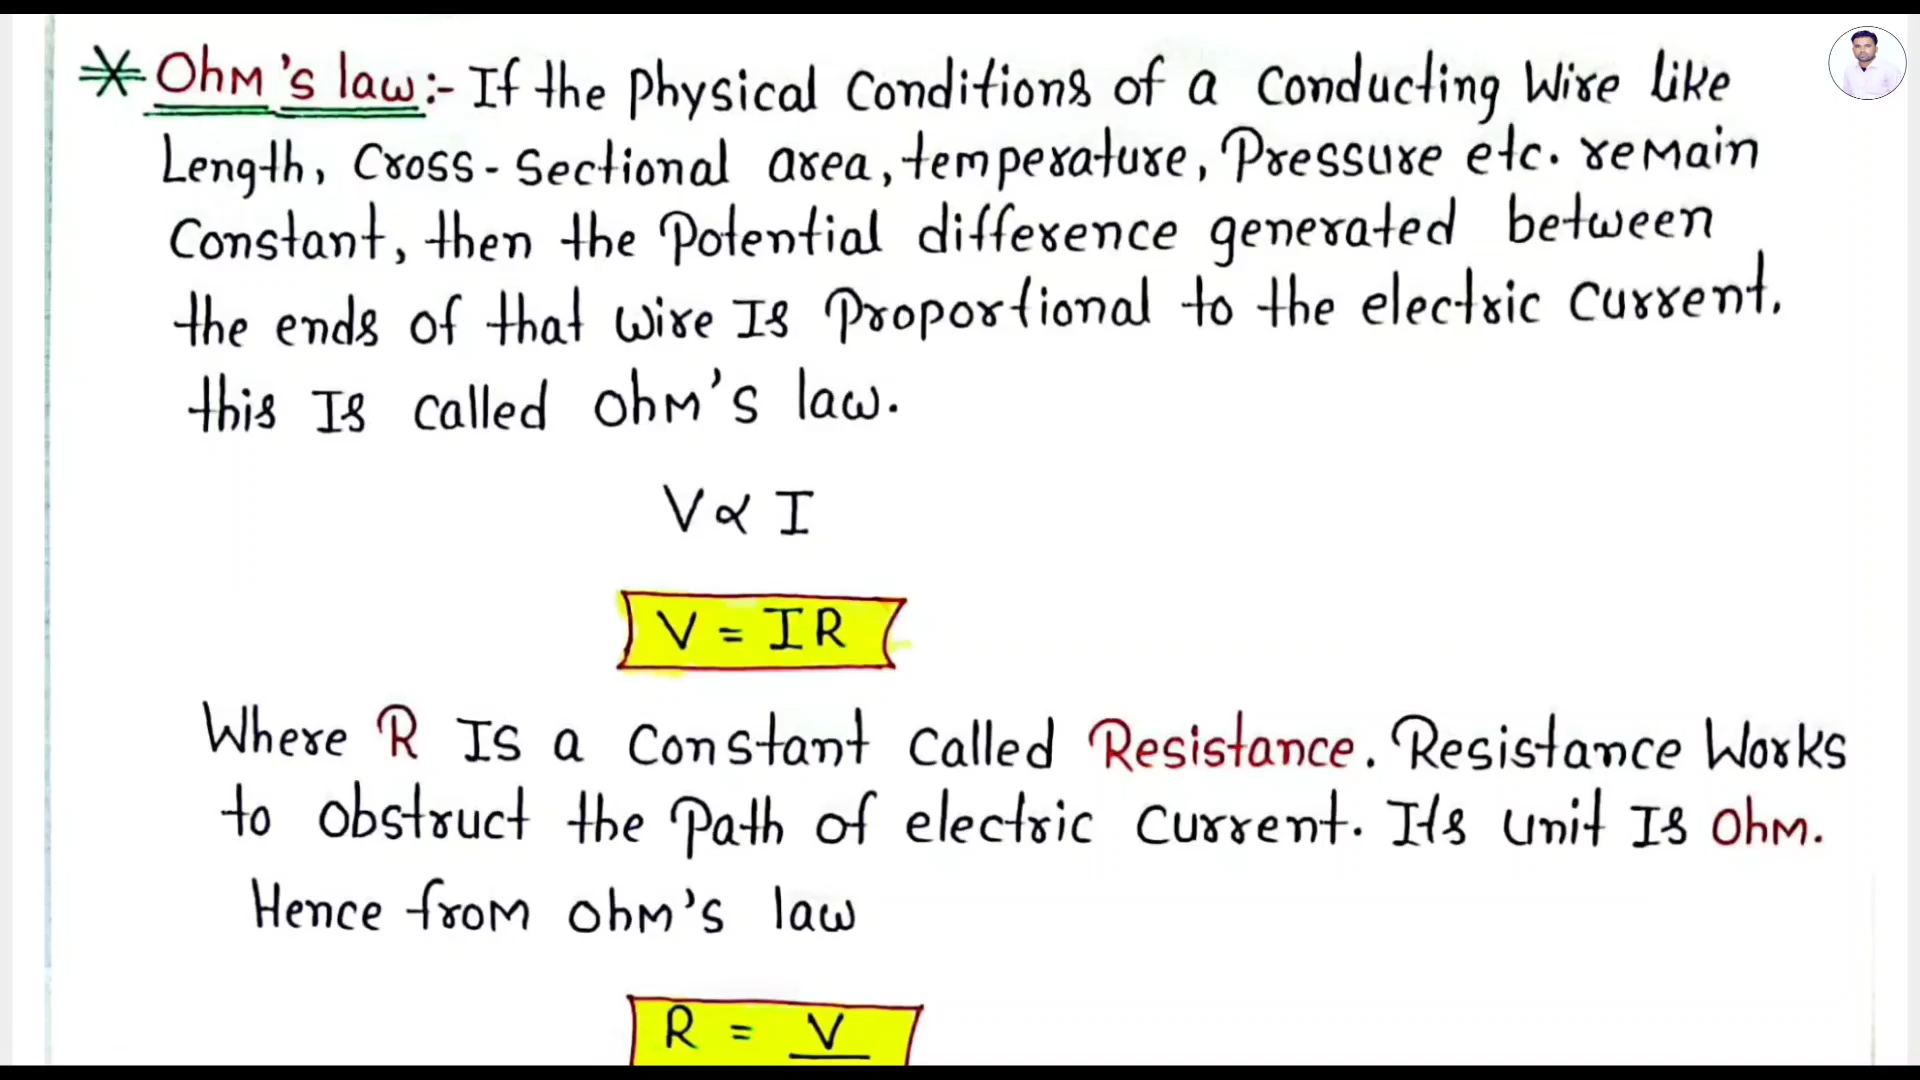 Ohm's law:- If the Physical Conditions of a Conducting Wire like
Length, Cross-Sectional area, temperature, Pressure etc. remain
Constant, then the Potential difference generated between
the ends of that wire Is Proportional to the electric Current.
this Is called Ohm's law.
V ∝ I
V = IR
Where R Is a Constant Called Resistance. Resistance Works
to obstruct the Path of electric Current. Its unit Is Ohm.
Hence from Ohm's law
R = V